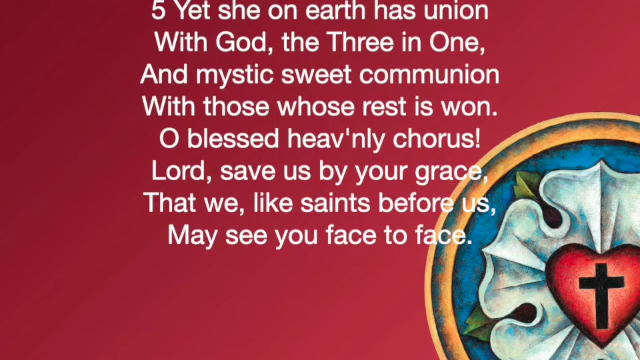 5 Yet she on earth has union
With God, the Three in One,
And mystic sweet communion
With those whose rest is won.
O blessed heav'nly chorus!
Lord, save us by your grace,
That we, like saints before us,
May see you face to face.